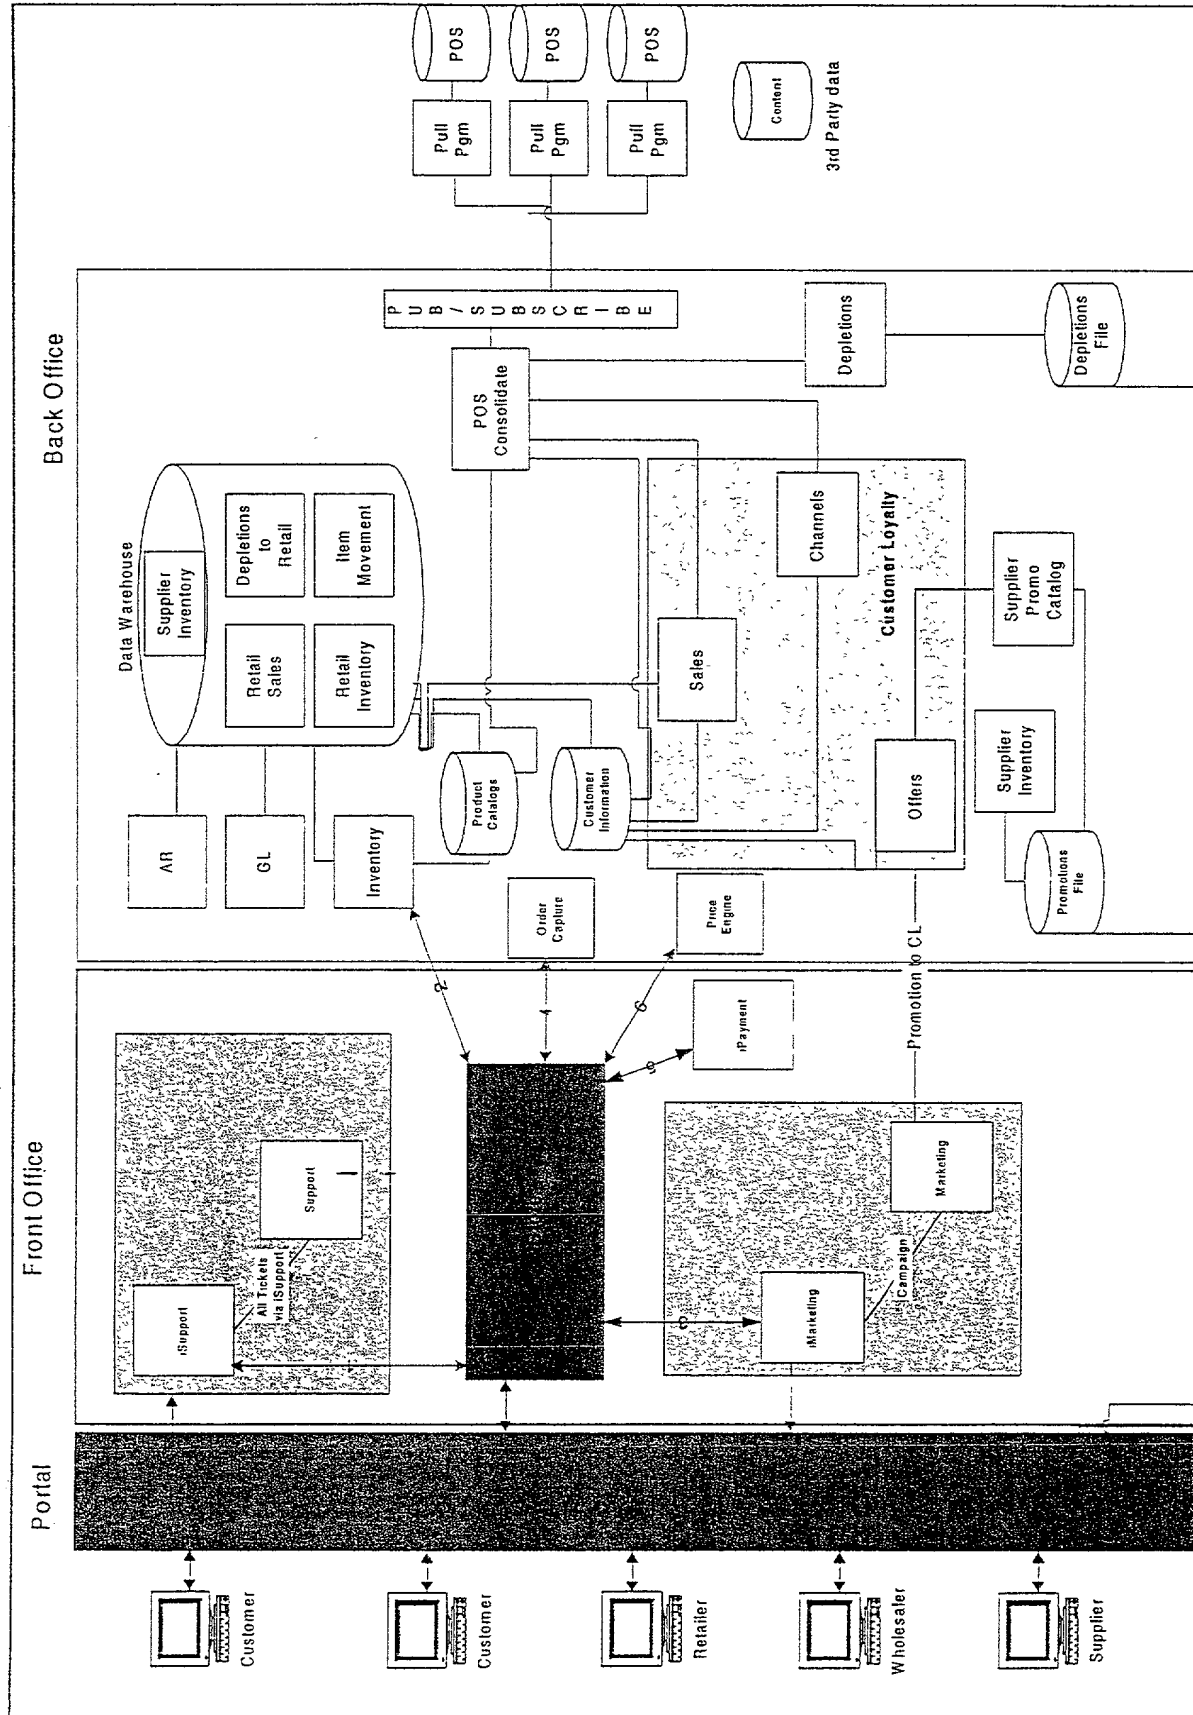 Portal
Front Office
Back Office
Customer
Customer
Retailer
Wholesaler
Supplier
iSupport
All Tickets
via iSupport
Support
iMarketing
Campaign
Marketing
Promotion to CL
iPayment
2
6
8
Order
Capture
Price
Engine
AR
GL
Inventory
Data Warehouse
Supplier
Inventory
Retail
Sales
Depletions
to
Retail
Retail
Inventory
Item
Movement
Product
Catalogs
Customer
Information
Sales
Channels
Customer Loyalty
Offers
Supplier
Inventory
Supplier
Promo
Catalog
Promotions
File
POS
Consolidate
PUB/SUBSCRIBE
Depletions
Depletions
File
Pull
Pgm
Pull
Pgm
Pull
Pgm
POS
POS
POS
Content
3rd Party data